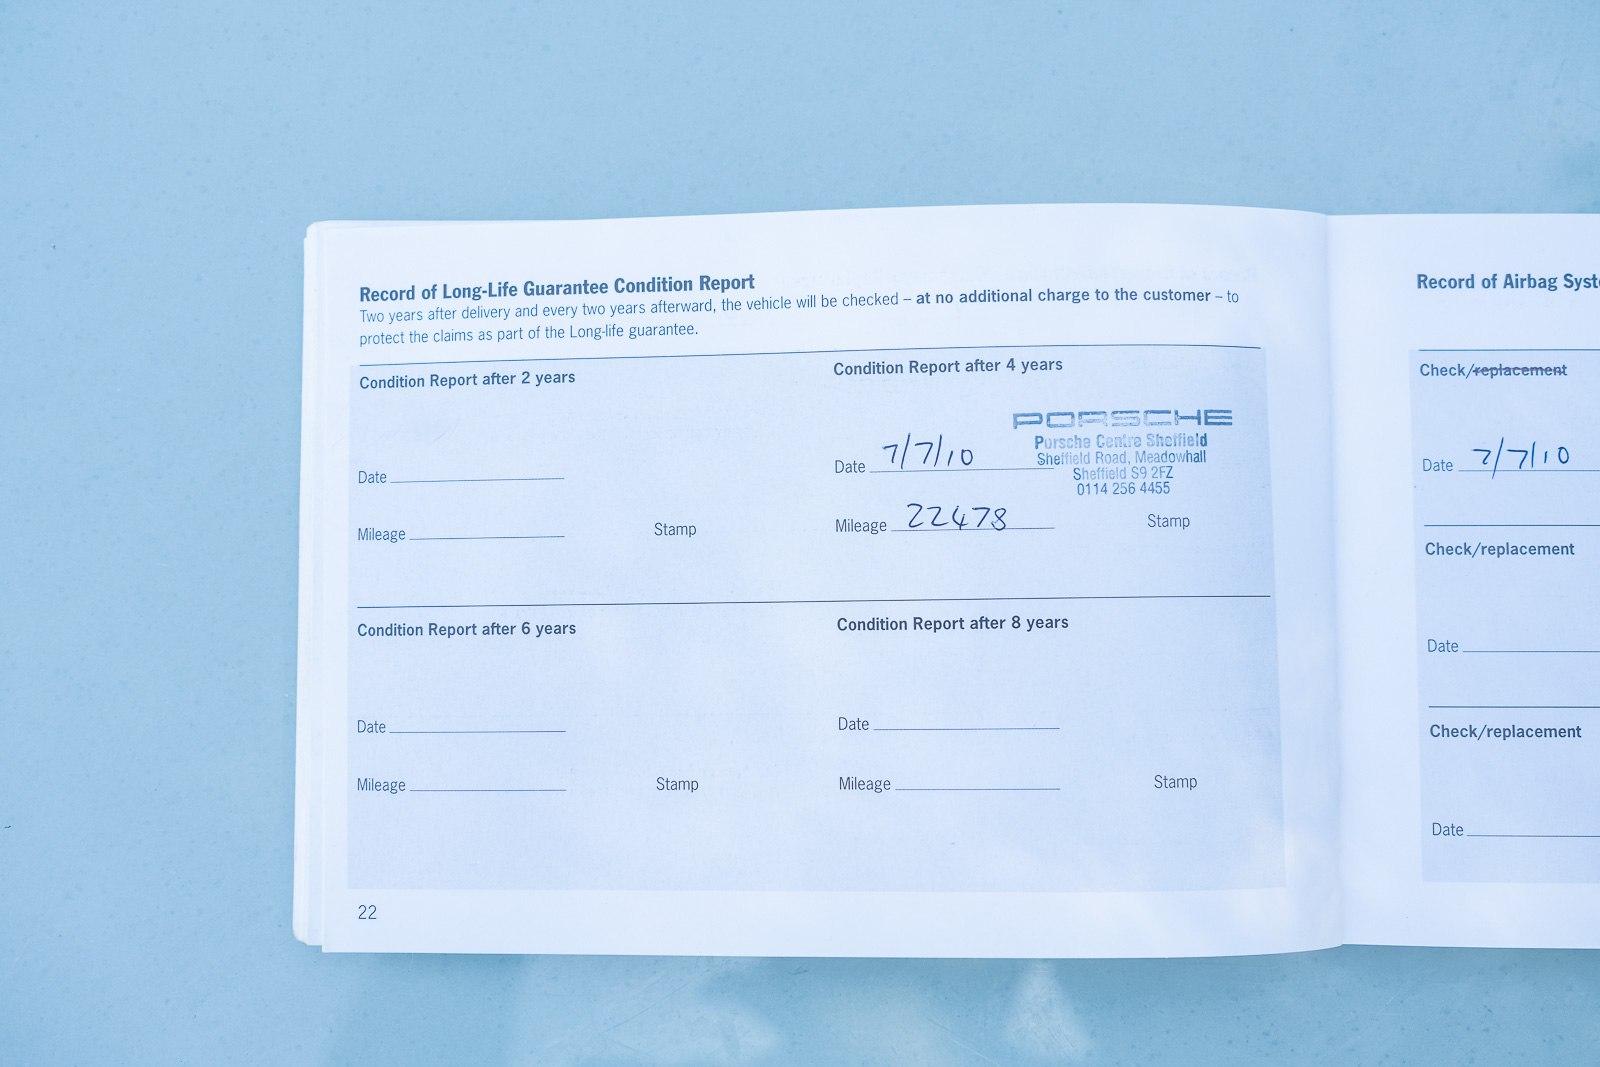 Record of Long-Life Guarantee Condition Report
Two years after delivery and every two years afterward, the vehicle will be checked – at no additional charge to the customer – to
protect the claims as part of the Long-life guarantee.
Condition Report after 2 years
Date
Mileage
Stamp
Condition Report after 4 years
PORSCHE
Porsche Centre Sheffield
Sheffield Road, Meadowhall
Sheffield S9 2FZ
0114 256 4455
Date 7/7/10
Mileage 22478
Stamp
Condition Report after 6 years
Date
Mileage
Stamp
Condition Report after 8 years
Date
Mileage
Stamp
22
Record of Airbag Syst
Check/replacement
Date 7/7/10
Check/replacement
Date
Check/replacement
Date